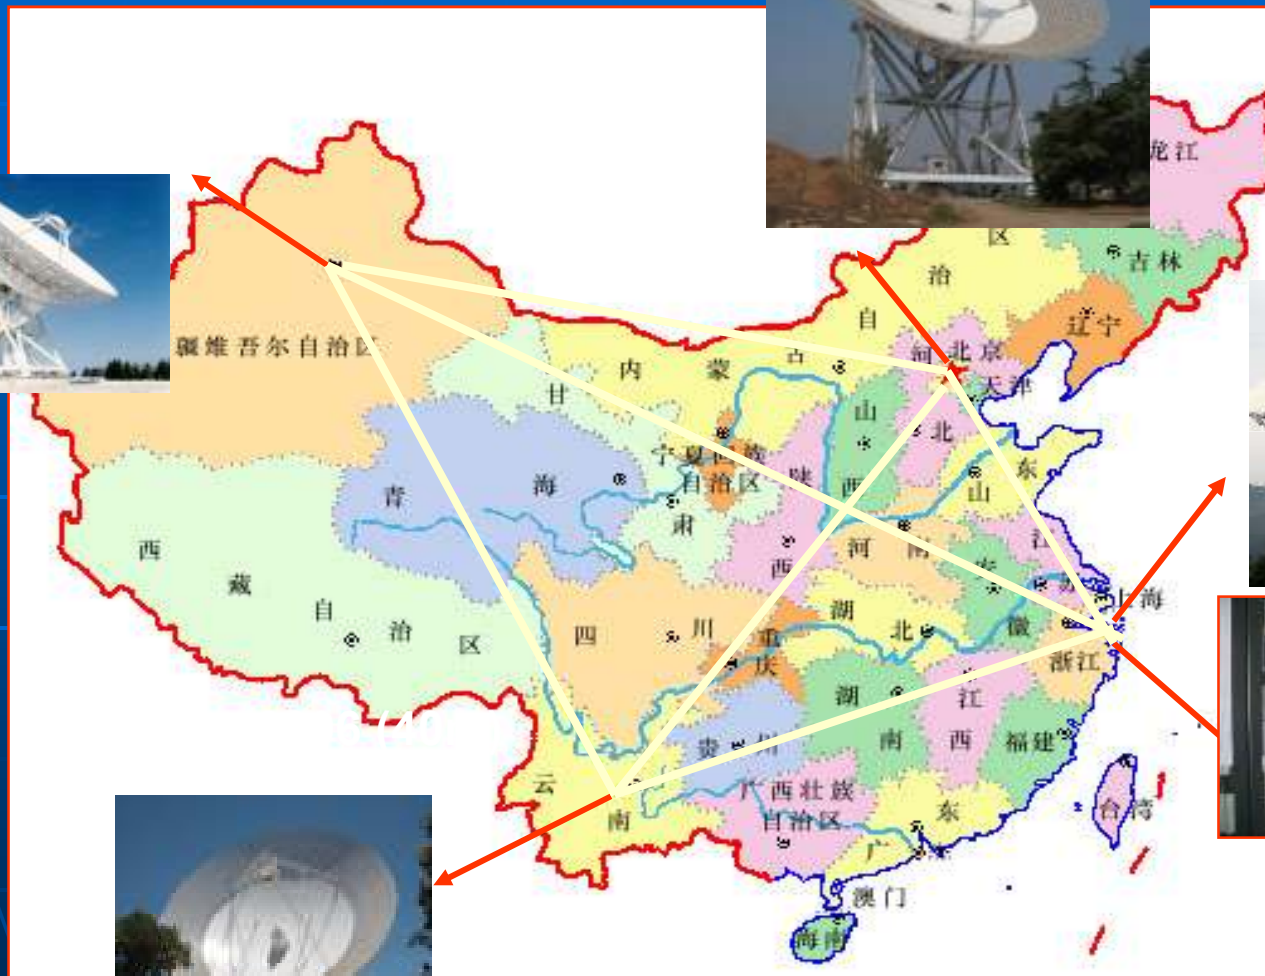 龙江
吉林
辽宁
区
治
自
古
蒙
内
河北京
天津
北
疆维吾尔自治区
甘
肃
宁夏回族
自治区
陕
西
山
西
山
东
青
海
河
南
江
苏
安
徽
上海
浙江
西
藏
自
治
区
四
川
重
庆
湖
北
湖
南
江
西
福建
贵
州
云
南
广西壮族
自治区
广
东
台湾
澳门
海南